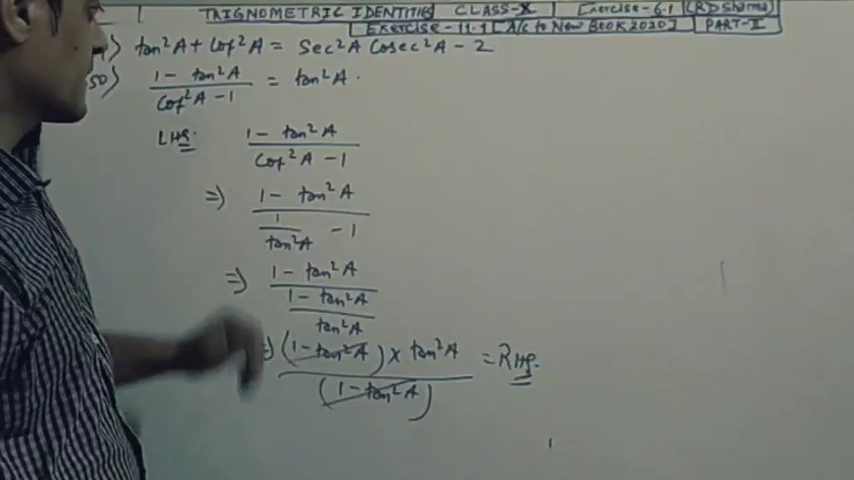 TRIGNOMETRIC IDENTITIES CLASS-X Exercise-6.1 (RD Sharma)
Exercise-11.1 [A/c to New Book 2020] PART-II
) tan²A + Cot²A = Sec²A Cosec²A - 2
50) (1 - tan²A)/(Cot²A - 1) = tan²A.
LHS. (1 - tan²A)/(Cot²A - 1)
⇒ (1 - tan²A)/(1/tan²A - 1)
⇒ (1 - tan²A)/((1 - tan²A)/tan²A)
⇒ (1 - tan²A) × tan²A/(1 - tan²A) = RHS.